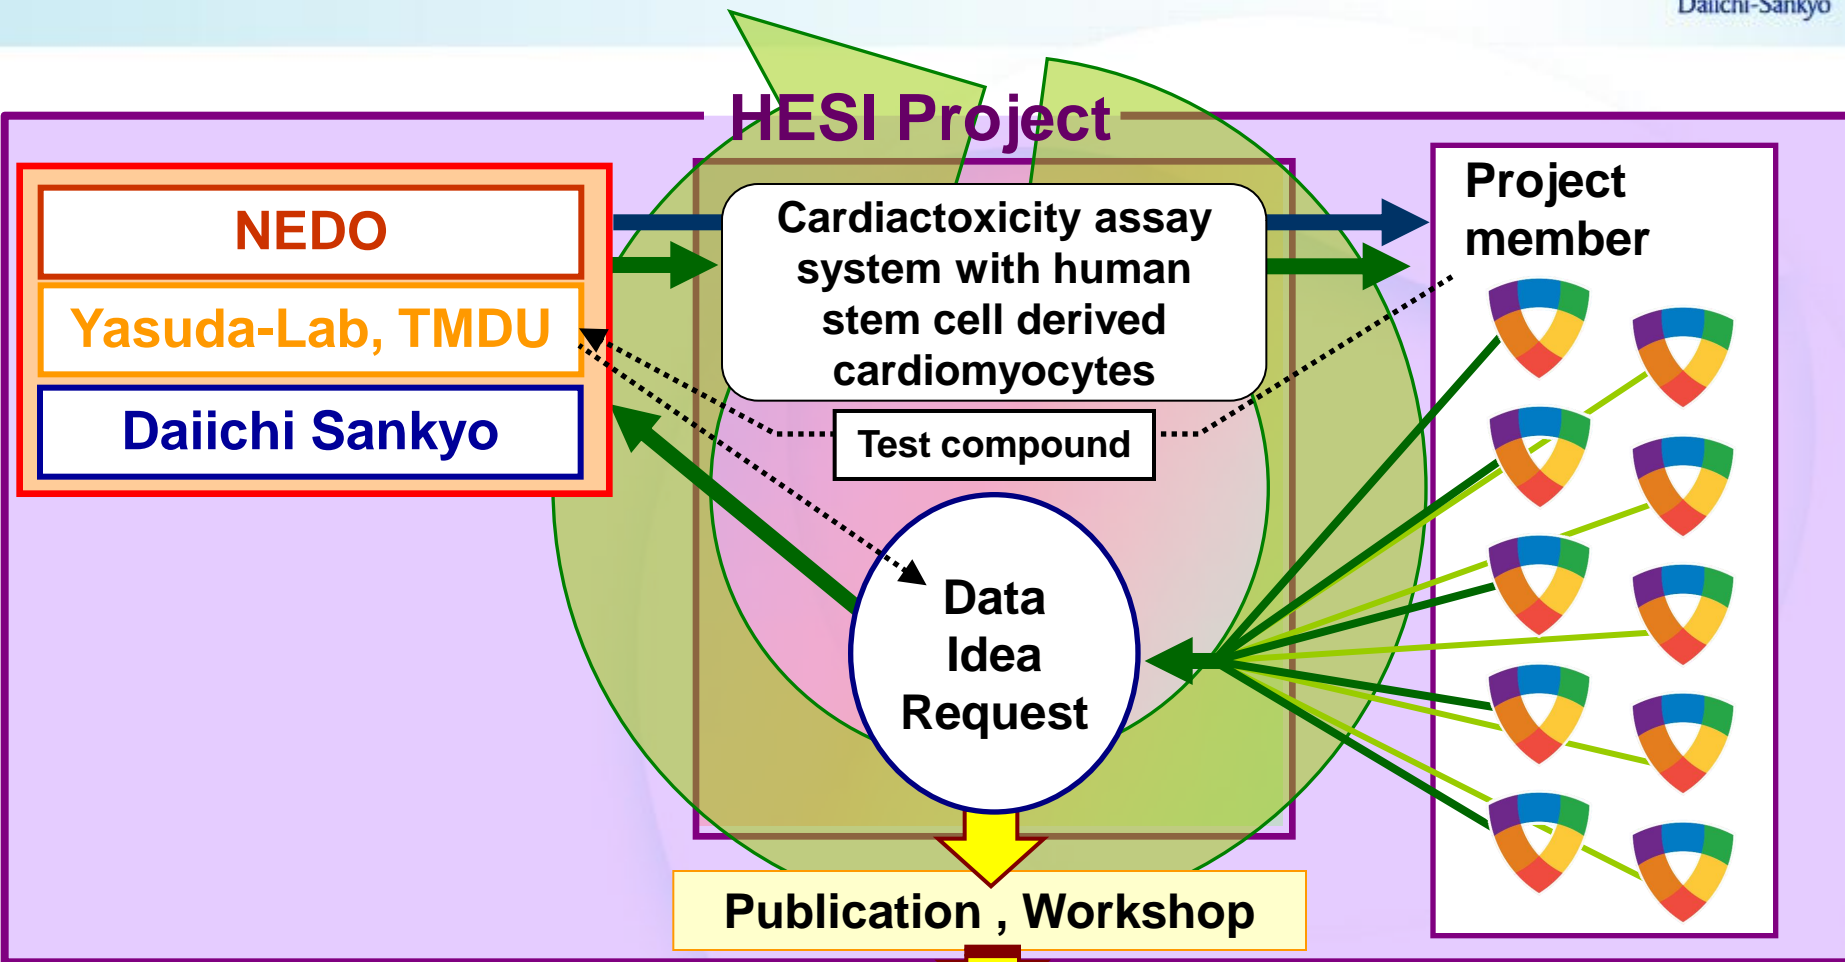 Daiichi-Sankyo
HESI Project
NEDO
Yasuda-Lab, TMDU
Daiichi Sankyo
Cardiactoxicity assay
system with human
stem cell derived
cardiomyocytes
Test compound
Data
Idea
Request
Project
member
Publication , Workshop